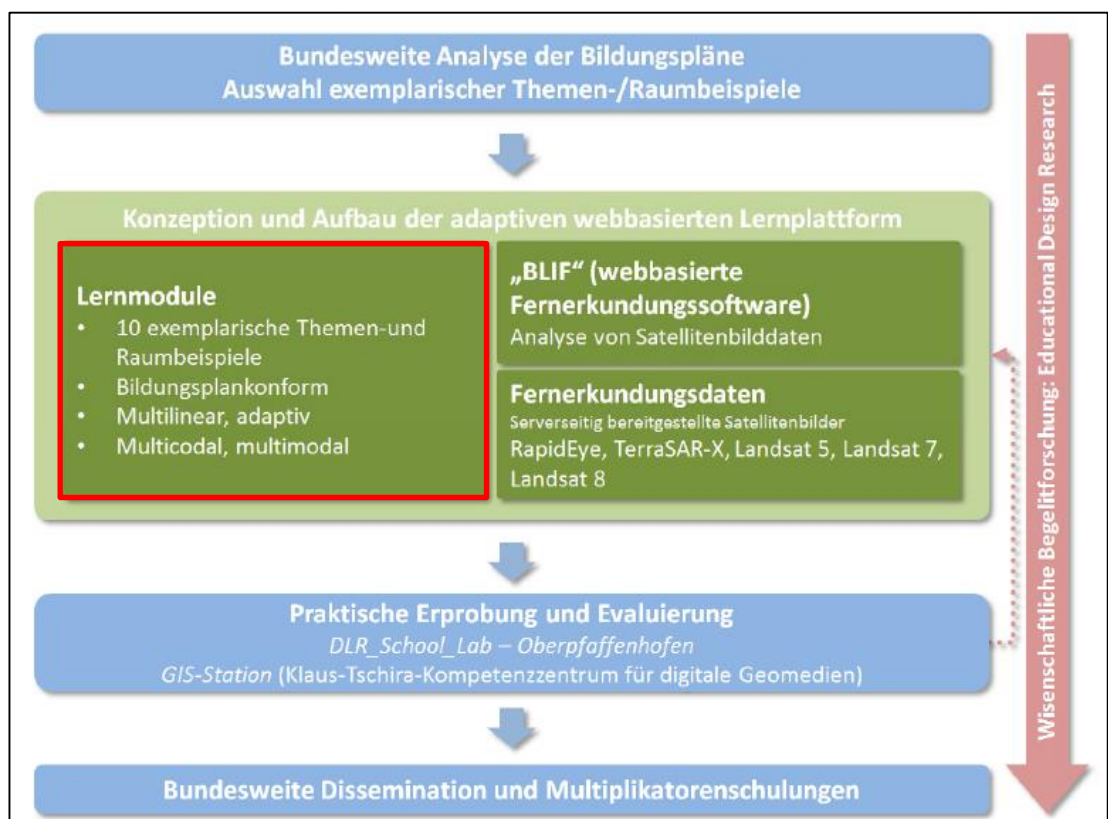 Bundesweite Analyse der Bildungspläne
Auswahl exemplarischer Themen-/Raumbeispiele
Konzeption und Aufbau der adaptiven webbasierten Lernplattform
Lernmodule
• 10 exemplarische Themen-und
Raumbeispiele
• Bildungsplankonform
• Multilinear, adaptiv
• Multicodal, multimodal
„BLIF“ (webbasierte
Fernerkundungssoftware)
Analyse von Satellitenbilddaten
Fernerkundungsdaten
Serverseitig bereitgestellte Satellitenbilder
RapidEye, TerraSAR-X, Landsat 5, Landsat 7,
Landsat 8
Praktische Erprobung und Evaluierung
DLR_School_Lab – Oberpfaffenhofen
GIS-Station (Klaus-Tschira-Kompetenzzentrum für digitale Geomedien)
Bundesweite Dissemination und Multiplikatorenschulungen
Wisenschaftliche Begelitforschung: Educational Design Research